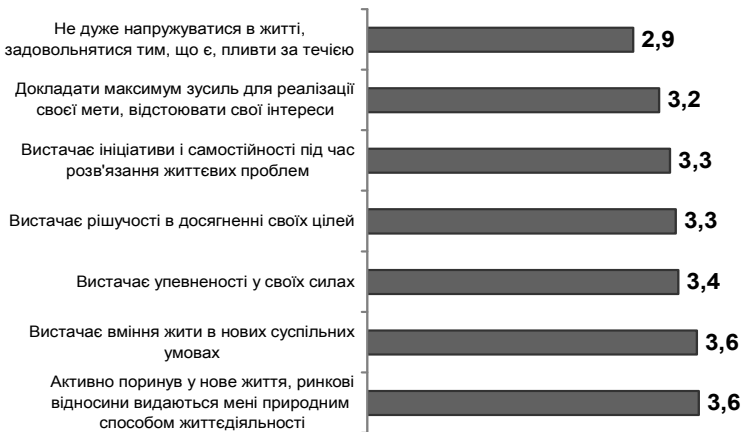 Не дуже напружуватися в житті,
задовольнятися тим, що є, пливти за течією
2,9
Докладати максимум зусиль для реалізації
своєї мети, відстоювати свої інтереси
3,2
Вистачає ініціативи і самостійності під час
розв'язання життєвих проблем
3,3
Вистачає рішучості в досягненні своїх цілей
3,3
Вистачає упевненості у своїх силах
3,4
Вистачає вміння жити в нових суспільних
умовах
3,6
Активно поринув у нове життя, ринкові
відносини видаються мені природним
способом життєдіяльності
3,6